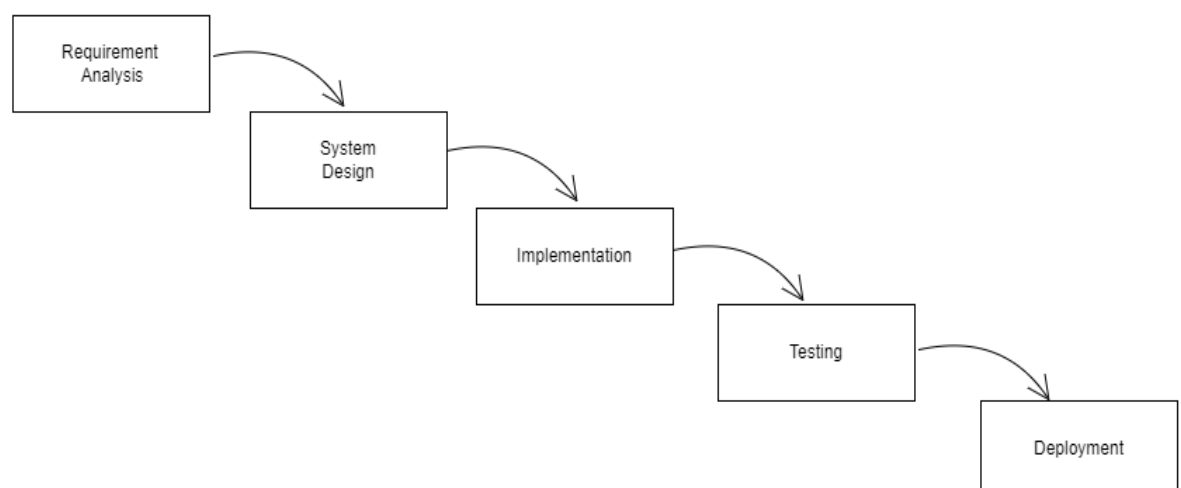 Requirement
Analysis
System
Design
Implementation
Testing
Deployment